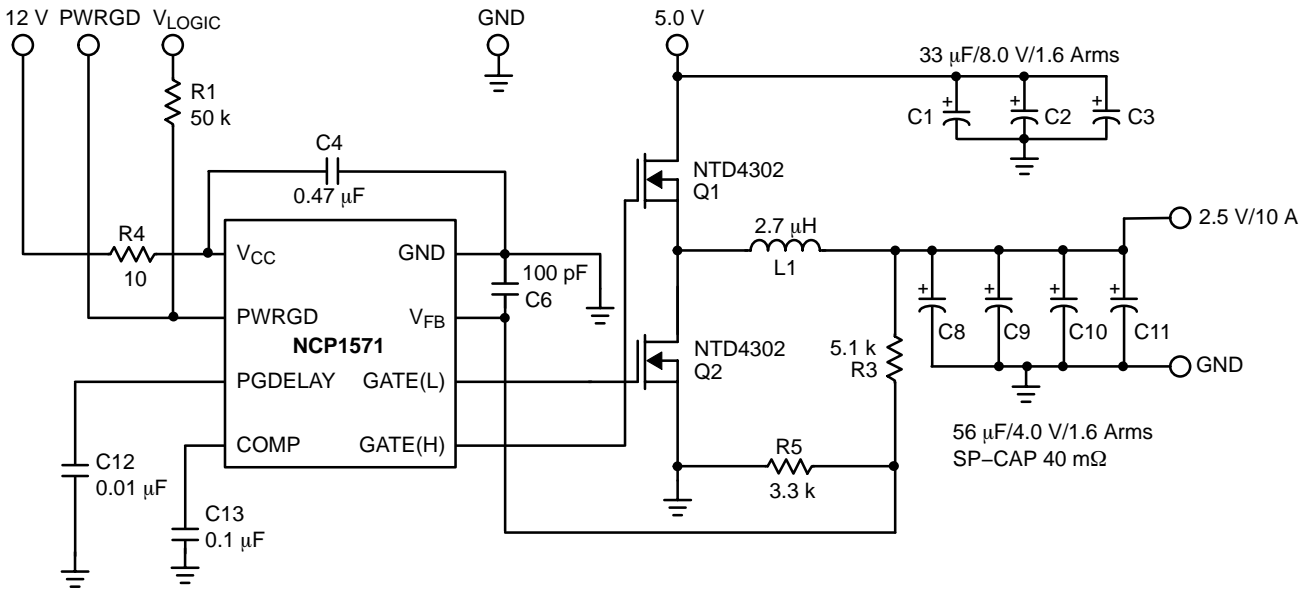 12 V PWRGD V_LOGIC GND 5.0 V
33 μF/8.0 V/1.6 Arms
R1
50 k
+ + +
C1 C2 C3
C4
0.47 μF
NTD4302
Q1
2.5 V/10 A
R4
10
2.7 μH
L1
V_CC GND
100 pF
C6
+ + + +
C8 C9 C10 C11
PWRGD V_FB
NCP1571
NTD4302
Q2
5.1 k
R3
GND
PGDELAY GATE(L)
COMP GATE(H)
R5
3.3 k
56 μF/4.0 V/1.6 Arms
SP–CAP 40 mΩ
C12
0.01 μF
C13
0.1 μF